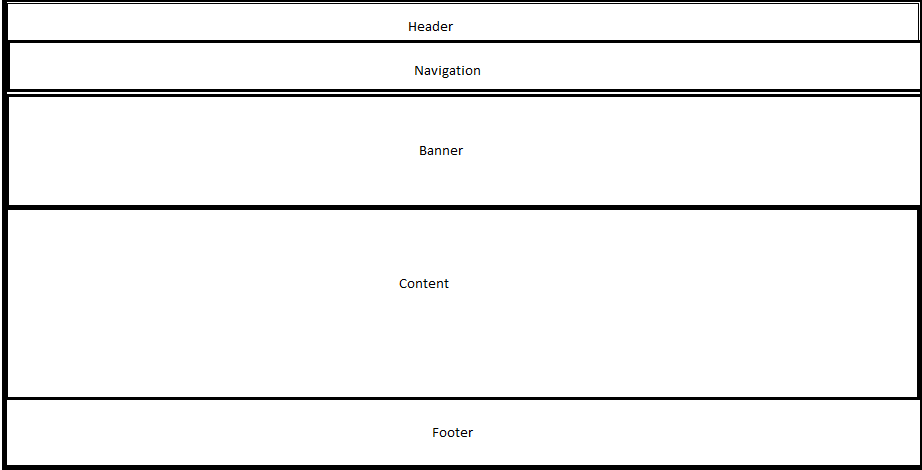 Header
Navigation
Banner
Content
Footer